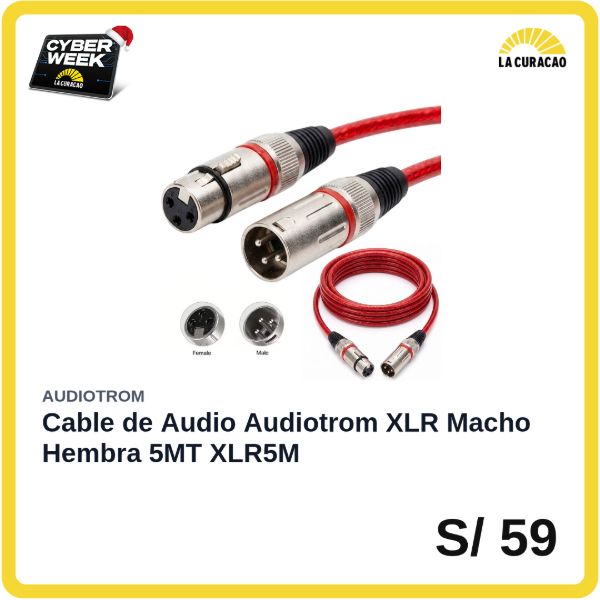 CYBER
WEEK
LA CURACAO
LA CURACAO
Female
Male
AUDIOTROM
Cable de Audio Audiotrom XLR Macho
Hembra 5MT XLR5M
S/ 59